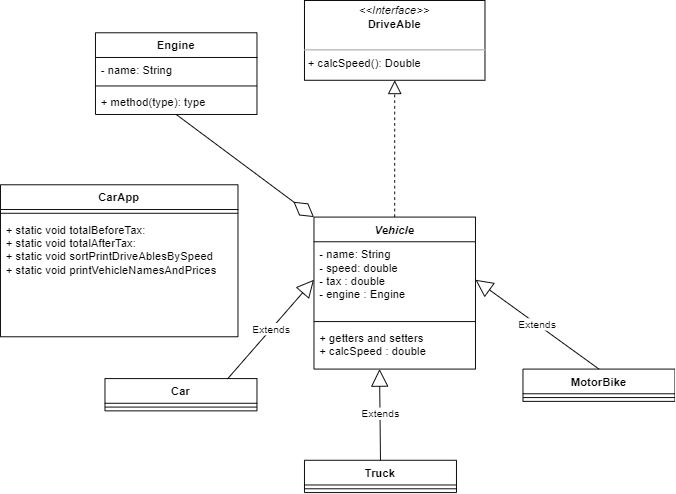 <<Interface>>
DriveAble
+ calcSpeed(): Double
Engine
- name: String
+ method(type): type
CarApp
+ static void totalBeforeTax:
+ static void totalAfterTax:
+ static void sortPrintDriveAblesBySpeed
+ static void printVehicleNamesAndPrices
Vehicle
- name: String
- speed: double
- tax : double
- engine : Engine
+ getters and setters
+ calcSpeed : double
Extends
Extends
Extends
Car
MotorBike
Truck